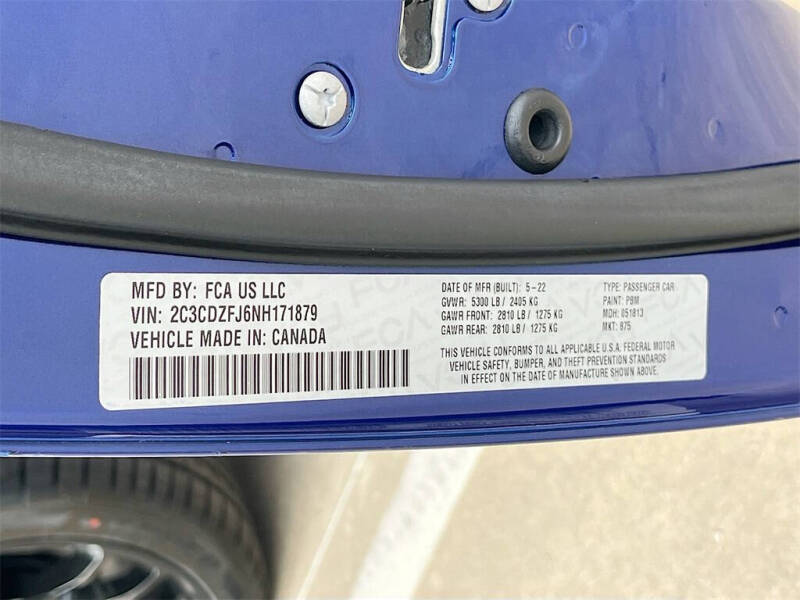 MFD BY: FCA US LLC
VIN: 2C3CDZFJ6NH171879
VEHICLE MADE IN: CANADA
DATE OF MFR (BUILT): 5-22
GVWR: 5300 LB / 2405 KG
GAWR FRONT: 2810 LB / 1275 KG
GAWR REAR: 2810 LB / 1275 KG
TYPE: PASSENGER CAR
PAINT: PBM
MDH: 051813
MKT: 875
THIS VEHICLE CONFORMS TO ALL APPLICABLE U.S.A. FEDERAL MOTOR
VEHICLE SAFETY, BUMPER, AND THEFT PREVENTION STANDARDS
IN EFFECT ON THE DATE OF MANUFACTURE SHOWN ABOVE.